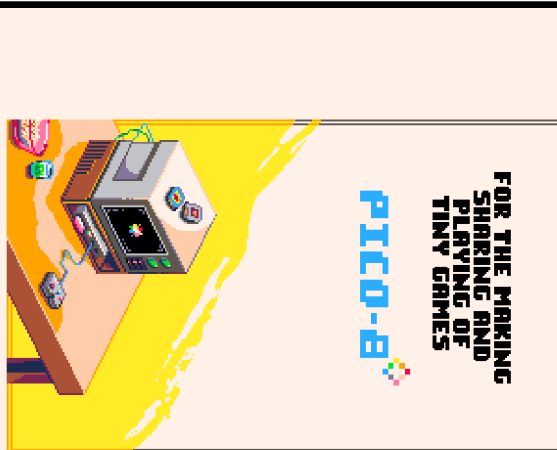 FOR THE MAKING
SHARING AND
PLAYING OF
TINY GAMES
PICO-8